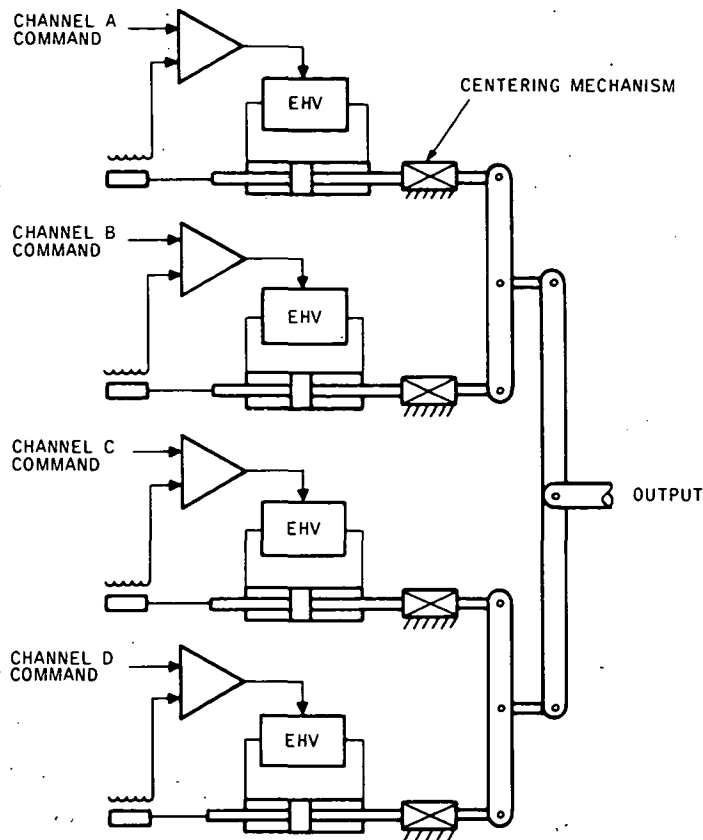 CHANNEL A
COMMAND
EHV
CENTERING MECHANISM
CHANNEL B
COMMAND
EHV
CHANNEL C
COMMAND
EHV
OUTPUT
CHANNEL D
COMMAND
EHV